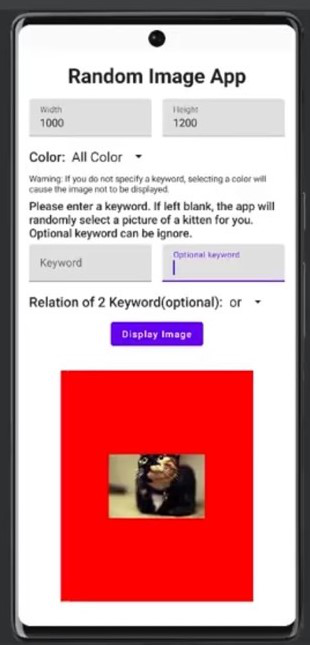 Random Image App
Width Height
1000 1200
Color: All Color
Warning: If you do not specify a keyword, selecting a color will
cause the image not to be displayed.
Please enter a keyword. If left blank, the app will
randomly select a picture of a kitten for you.
Optional keyword can be ignore.
Keyword Optional keyword
Relation of 2 Keyword(optional): or
Display Image